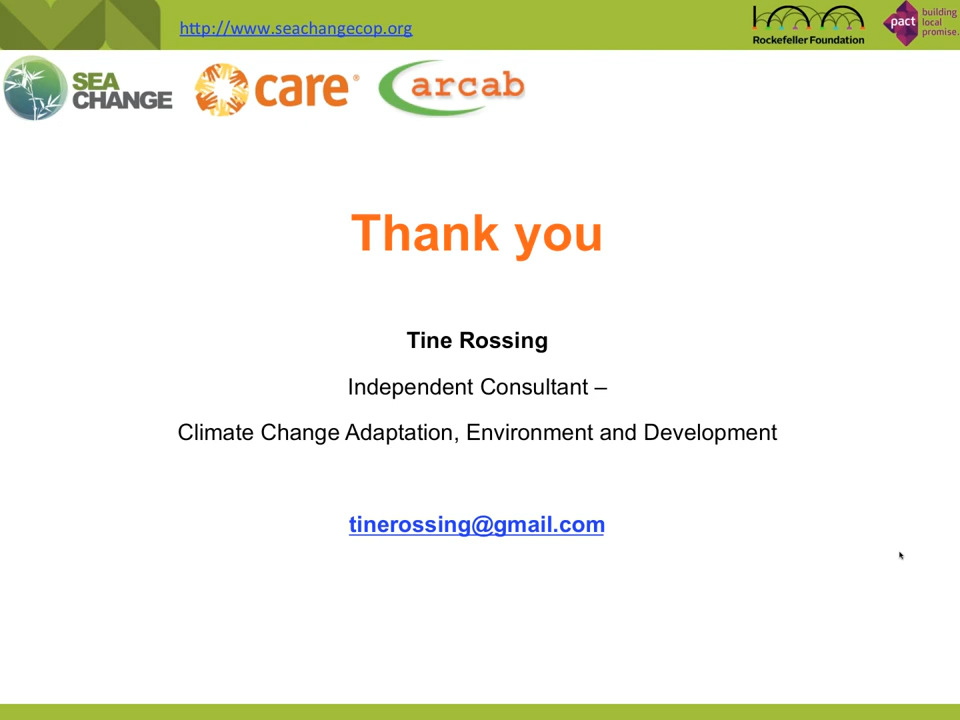 http://www.seachangecop.org
Rockefeller Foundation
pact
building
local
promise.
SEA
CHANGE
care®
arcab
Thank you
Tine Rossing
Independent Consultant –
Climate Change Adaptation, Environment and Development
tinerossing@gmail.com